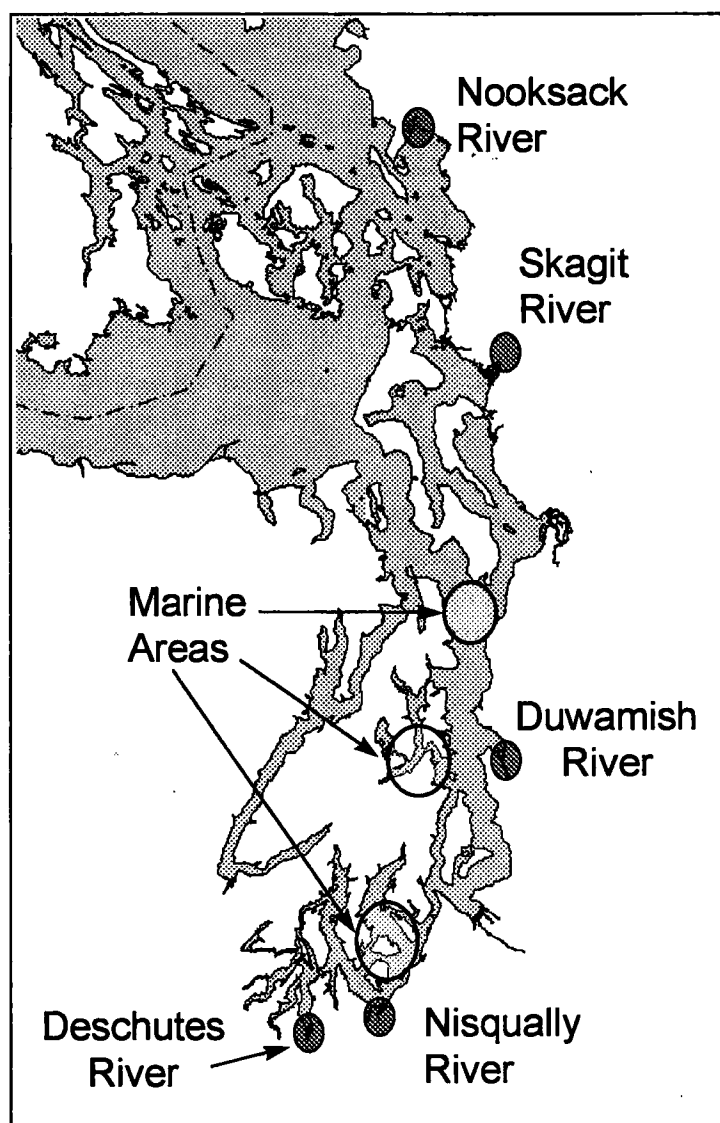 Nooksack
River
Skagit
River
Marine
Areas
Duwamish
River
Deschutes
River
Nisqually
River